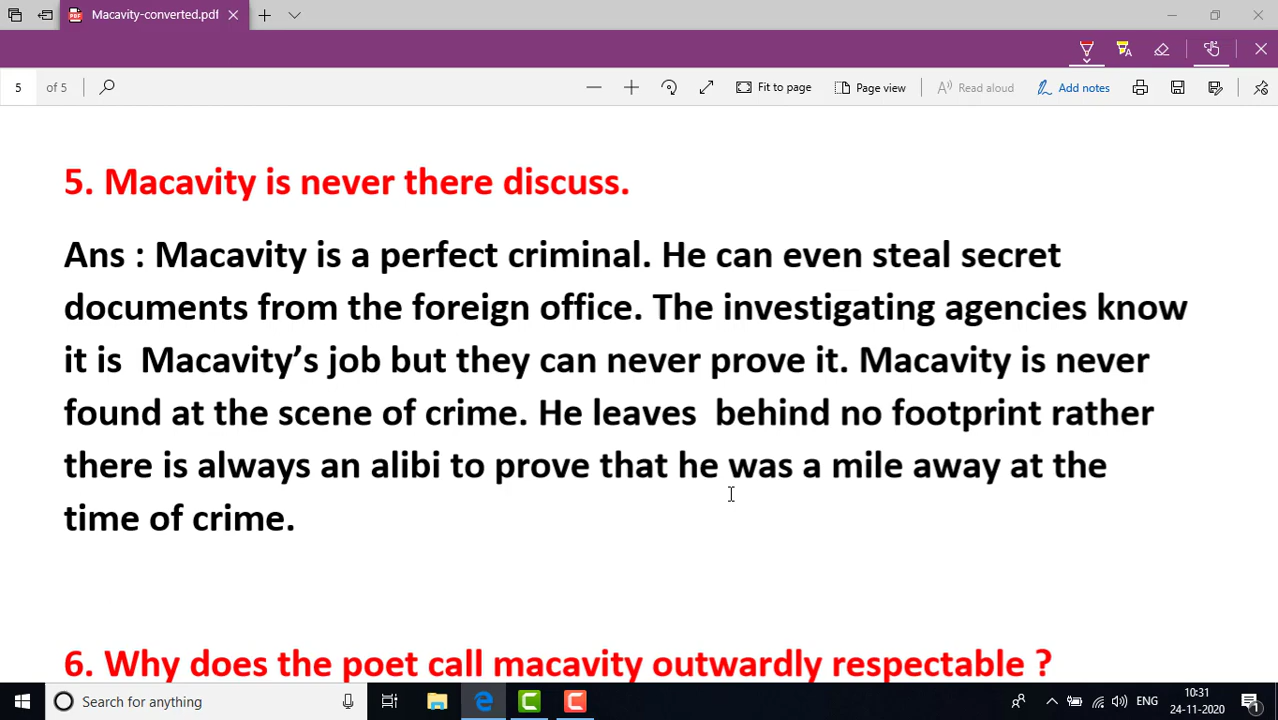 Macavity-converted.pdf
5 of 5
Fit to page
Page view
Read aloud
Add notes
5. Macavity is never there discuss.
Ans : Macavity is a perfect criminal. He can even steal secret
documents from the foreign office. The investigating agencies know
it is  Macavity’s job but they can never prove it. Macavity is never
found at the scene of crime. He leaves  behind no footprint rather
there is always an alibi to prove that he was a mile away at the
time of crime.
6. Why does the poet call macavity outwardly respectable ?
Search for anything
ENG
10:31
24-11-2020